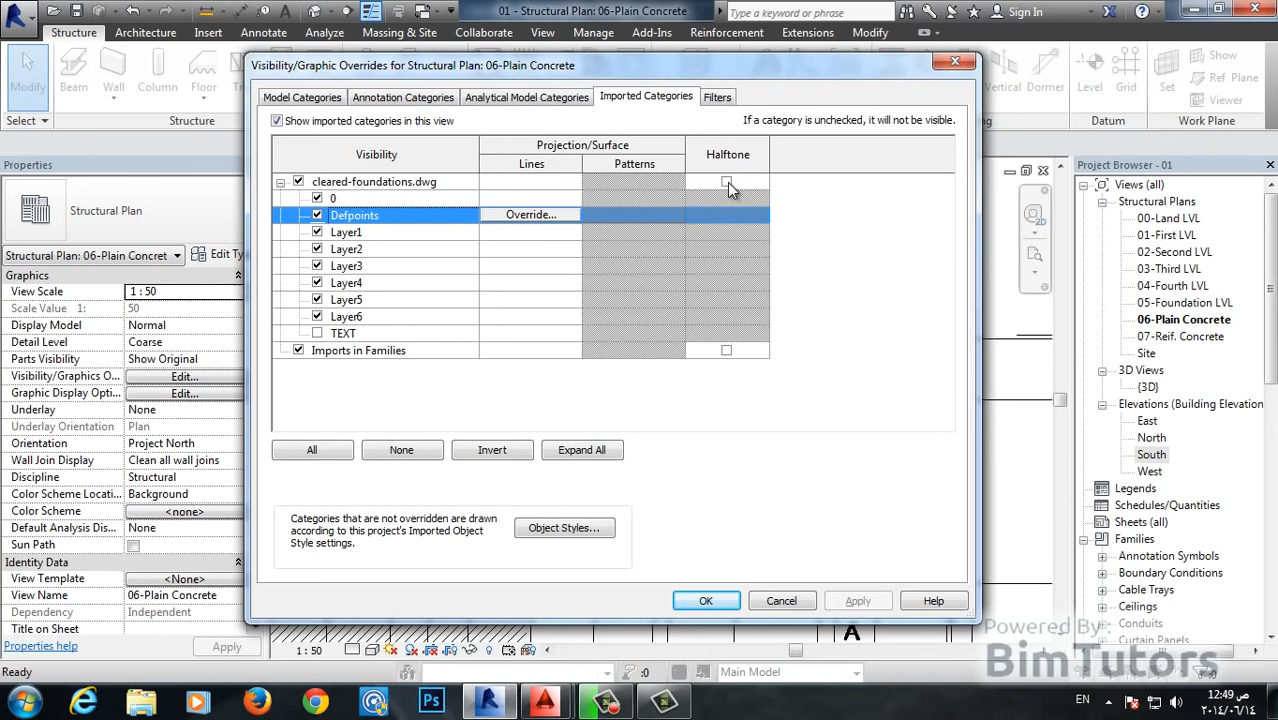 01 - Structural Plan: 06-Plain Concrete
Type a keyword or phrase
Sign In
Structure Architecture Insert Annotate Analyze Massing & Site Collaborate View Manage Add-Ins Reinforcement Extensions Modify
Modify
Beam
Wall
Column
Floor
Vertical
Dormer
Level
Grid
Set
Show
Ref Plane
Viewer
Select
Structure
Datum
Work Plane
Visibility/Graphic Overrides for Structural Plan: 06-Plain Concrete
Model Categories
Annotation Categories
Analytical Model Categories
Imported Categories
Filters
Show imported categories in this view
If a category is unchecked, it will not be visible.
Visibility
Projection/Surface
Lines
Patterns
Halftone
cleared-foundations.dwg
0
Defpoints
Override...
Layer1
Layer2
Layer3
Layer4
Layer5
Layer6
TEXT
Imports in Families
All
None
Invert
Expand All
Categories that are not overridden are drawn
according to this project's Imported Object
Style settings.
Object Styles...
OK
Cancel
Apply
Help
Properties
Structural Plan
Structural Plan: 06-Plain Concret
Edit Ty
Graphics
View Scale 1 : 50
Scale Value 1: 50
Display Model Normal
Detail Level Coarse
Parts Visibility Show Original
Visibility/Graphics O... Edit...
Graphic Display Opti... Edit...
Underlay None
Underlay Orientation Plan
Orientation Project North
Wall Join Display Clean all wall joins
Discipline Structural
Color Scheme Locati... Background
Color Scheme <none>
Default Analysis Dis... None
Sun Path
Identity Data
View Template <None>
View Name 06-Plain Concrete
Dependency Independent
Title on Sheet
Properties help
Apply
Project Browser - 01
Views (all)
Structural Plans
00-Land LVL
01-First LVL
02-Second LVL
03-Third LVL
04-Fourth LVL
05-Foundation LVL
06-Plain Concrete
07-Reif. Concrete
Site
3D Views
{3D}
Elevations (Building Elevation
East
North
South
West
Legends
Schedules/Quantities
Sheets (all)
Families
Annotation Symbols
Boundary Conditions
Cable Trays
Ceilings
Columns
Curtain Panels
A
1 : 50
Ready
:0
Main Model
Powered By :
BimTutors
Ps
EN
12:49 ص
٢٠١٤/٠٦/١٤